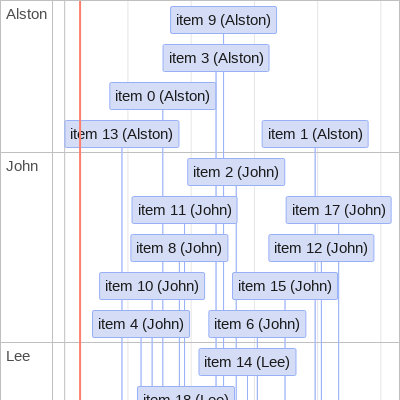 Alston
item 9 (Alston)
item 3 (Alston)
item 0 (Alston)
item 13 (Alston)
item 1 (Alston)
John
item 2 (John)
item 11 (John)
item 17 (John)
item 8 (John)
item 12 (John)
item 10 (John)
item 15 (John)
item 4 (John)
item 6 (John)
Lee
item 14 (Lee)
item 18 (Lee)